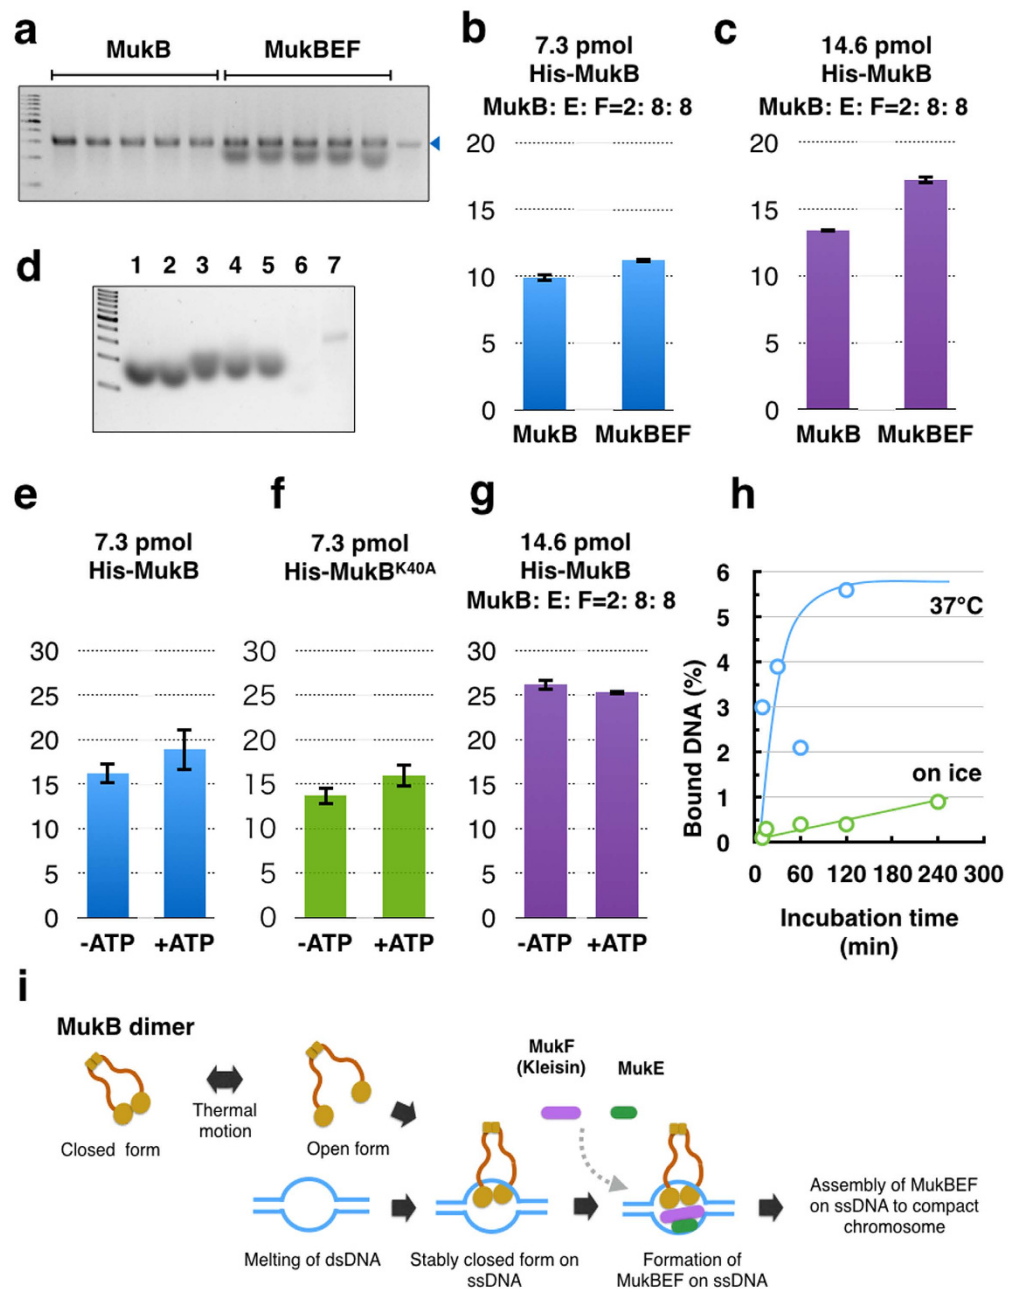 a
MukB
MukBEF
b
7.3 pmol
His-MukB
MukB: E: F=2: 8: 8
20
15
10
5
0
MukB
MukBEF
c
14.6 pmol
His-MukB
MukB: E: F=2: 8: 8
20
15
10
5
0
MukB
MukBEF
d
1 2 3 4 5 6 7
e
7.3 pmol
His-MukB
30
25
20
15
10
5
0
-ATP
+ATP
f
7.3 pmol
His-MukBᴷ⁴⁰ᴬ
30
25
20
15
10
5
0
-ATP
+ATP
g
14.6 pmol
His-MukB
MukB: E: F=2: 8: 8
30
25
20
15
10
5
0
-ATP
+ATP
h
Bound DNA (%)
6
5
4
3
2
1
0
37°C
on ice
0 60 120 180 240 300
Incubation time
(min)
i
MukB dimer
Closed form
Thermal
motion
Open form
MukF
(Kleisin)
MukE
Melting of dsDNA
Stably closed form on
ssDNA
Formation of
MukBEF on ssDNA
Assembly of MukBEF
on ssDNA to compact
chromosome